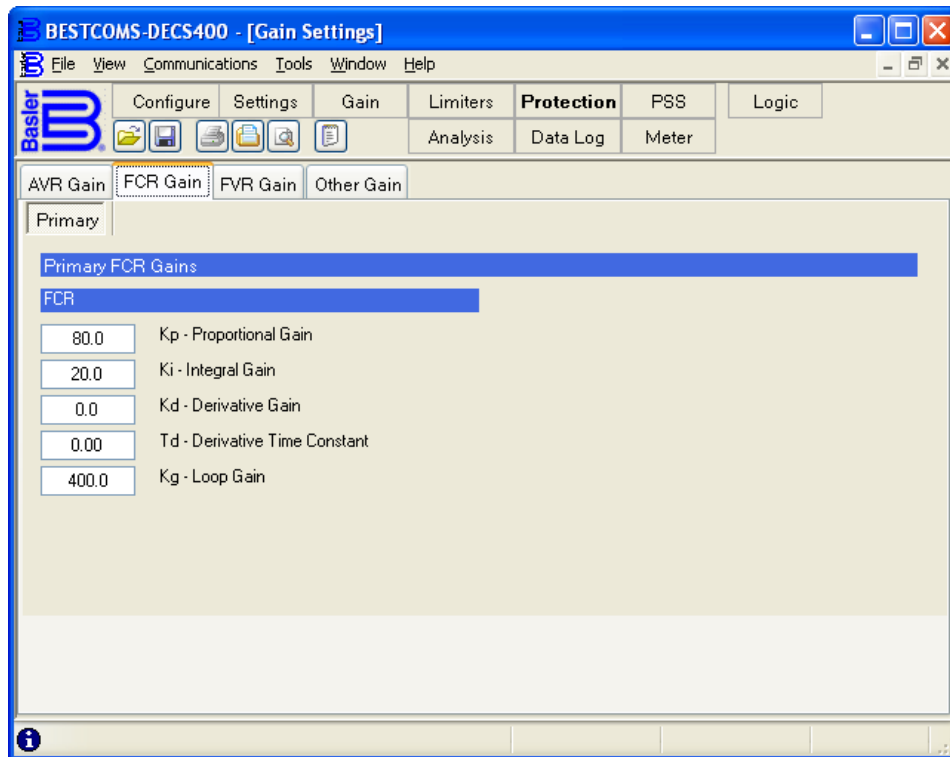 BESTCOMS-DECS400 - [Gain Settings]
File View Communications Tools Window Help
Basler
Configure Settings Gain Limiters Protection PSS Logic
Analysis Data Log Meter
AVR Gain FCR Gain FVR Gain Other Gain
Primary
Primary FCR Gains
FCR
80.0 Kp - Proportional Gain
20.0 Ki - Integral Gain
0.0 Kd - Derivative Gain
0.00 Td - Derivative Time Constant
400.0 Kg - Loop Gain